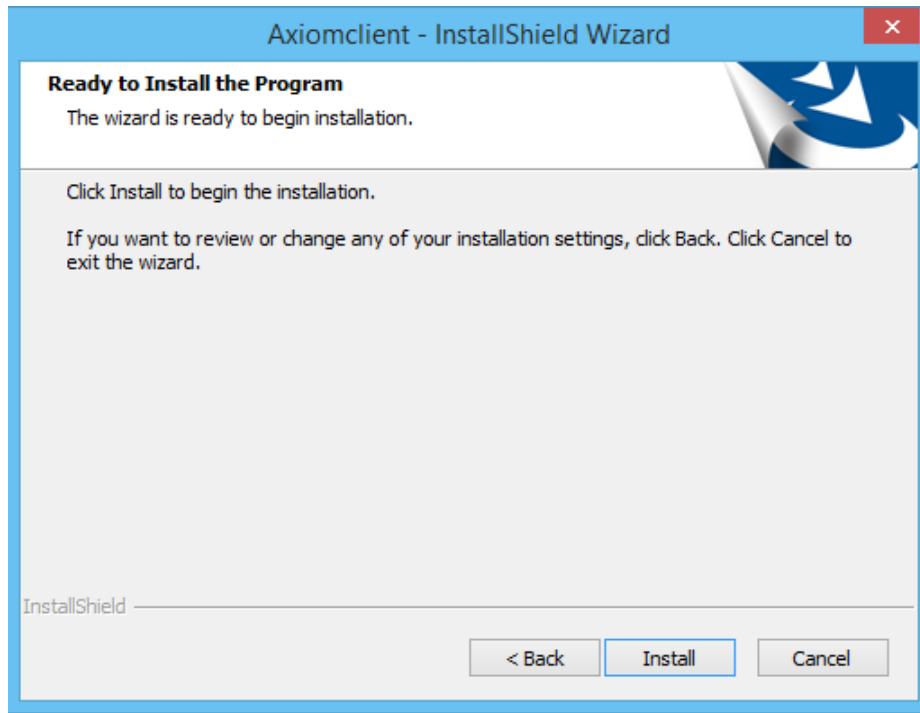 Axiomclient - InstallShield Wizard
Ready to Install the Program
The wizard is ready to begin installation.
Click Install to begin the installation.
If you want to review or change any of your installation settings, click Back. Click Cancel to
exit the wizard.
InstallShield
< Back Install Cancel